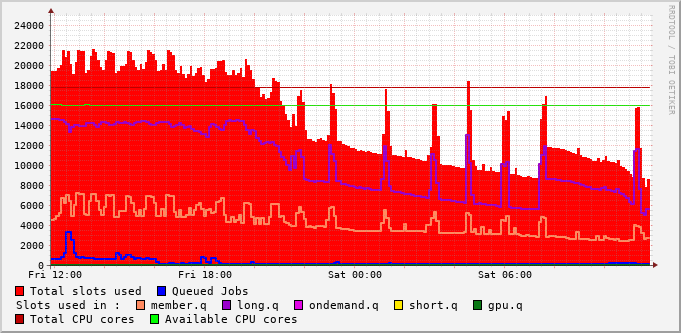 24000
22000
20000
18000
16000
14000
12000
10000
8000
6000
4000
2000
0
Fri 12:00 Fri 18:00 Sat 00:00 Sat 06:00
RRDTOOL / TOBI OETIKER
Total slots used Queued Jobs
Slots used in : member.q long.q ondemand.q short.q gpu.q
Total CPU cores Available CPU cores